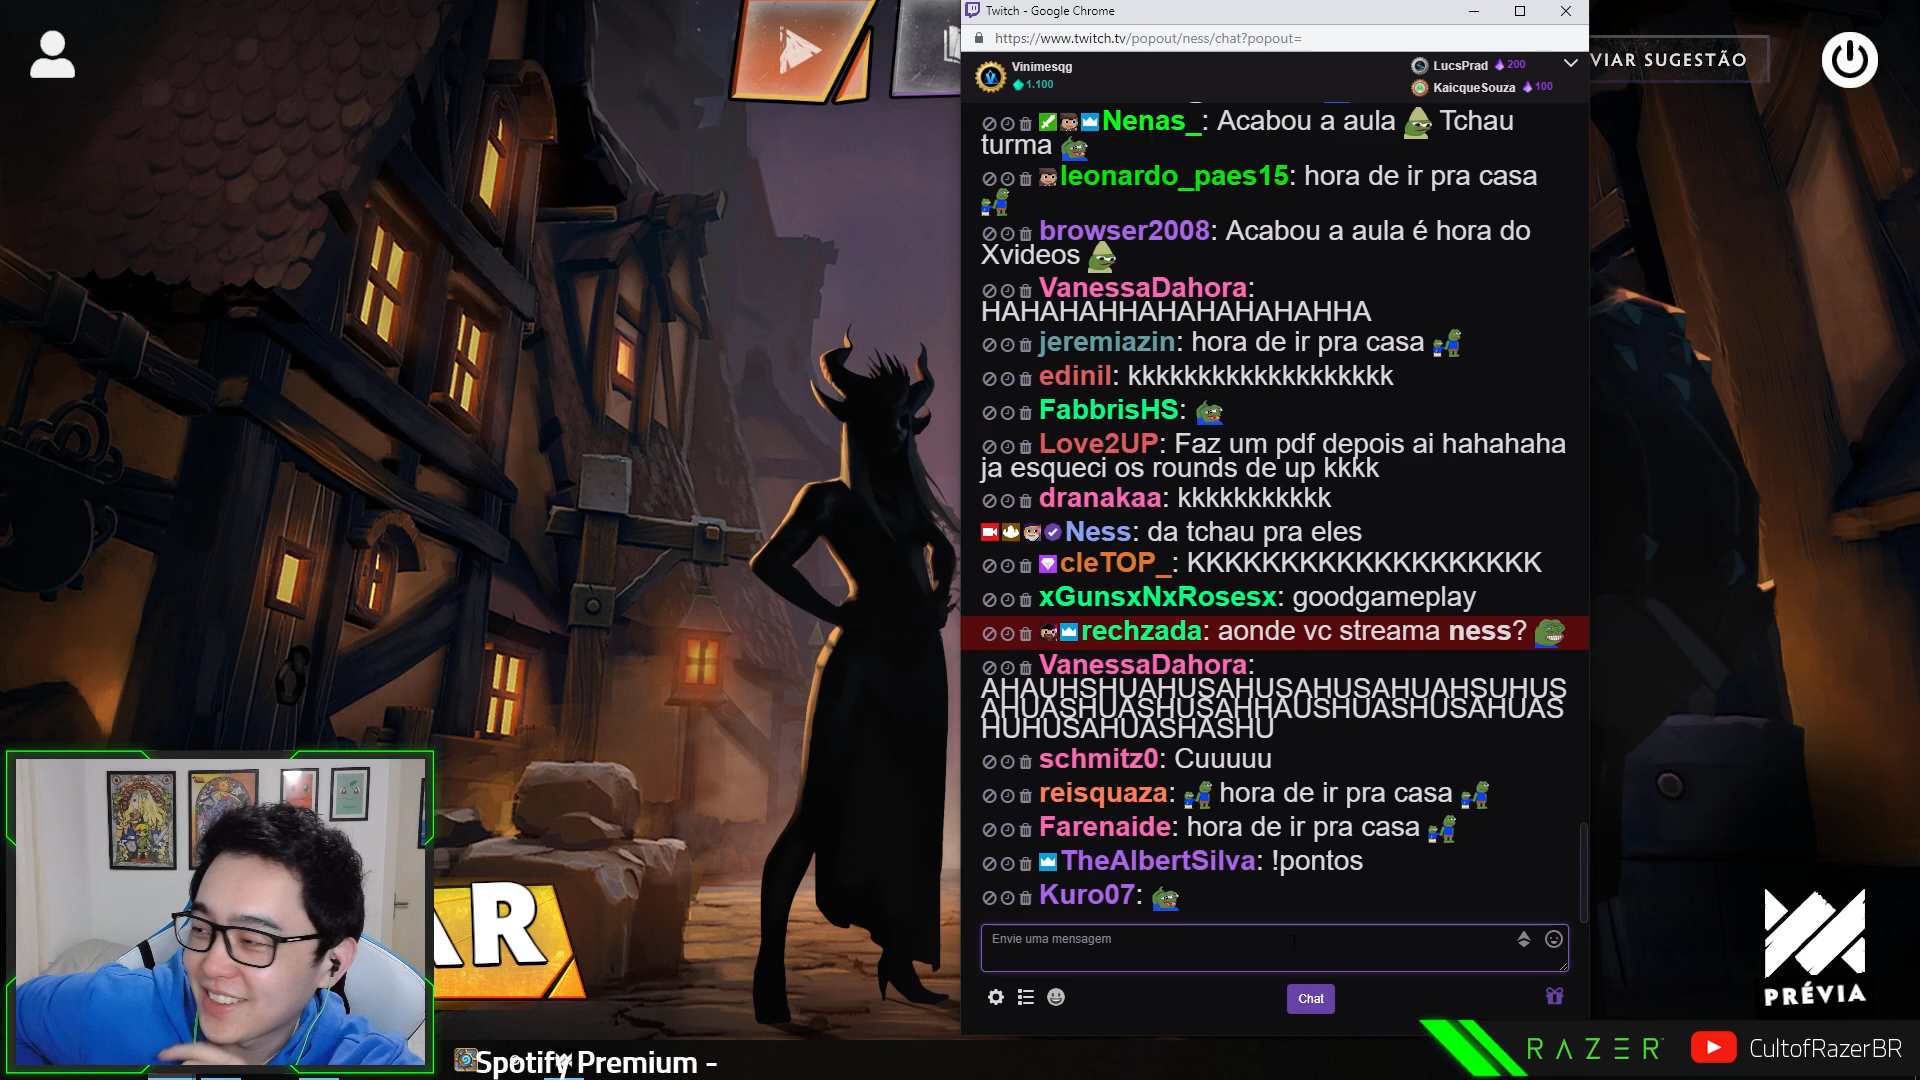 Twitch - Google Chrome
https://www.twitch.tv/popout/ness/chat?popout=
Vinimesqg
1.100
LucsPrad 200
KaicqueSouza 100
VIAR SUGESTÃO
Nenas_: Acabou a aula Tchau
turma
leonardo_paes15: hora de ir pra casa
browser2008: Acabou a aula é hora do
Xvideos
VanessaDahora:
HAHAHAHHAHAHAHAHAHHA
jeremiazin: hora de ir pra casa
edinil: kkkkkkkkkkkkkkkkkkk
FabbrisHS:
Love2UP: Faz um pdf depois ai hahahaha
ja esqueci os rounds de up kkkk
dranakaa: kkkkkkkkkkk
Ness: da tchau pra eles
cleTOP_: KKKKKKKKKKKKKKKKKKK
xGunsxNxRosesx: goodgameplay
rechzada: aonde vc streama ness?
VanessaDahora:
AHAUHSHUAHUSAHUSAHUSAHUAHSUHUS
AHUASHUASHUSAHHAUSHUASHUSAHUAS
HUHUSAHUASHASHU
schmitz0: Cuuuuu
reisquaza: hora de ir pra casa
Farenaide: hora de ir pra casa
TheAlbertSilva: !pontos
Kuro07:
Envie uma mensagem
Chat
AR
PRÉVIA
Spotify Premium -
RAZER
CultofRazerBR